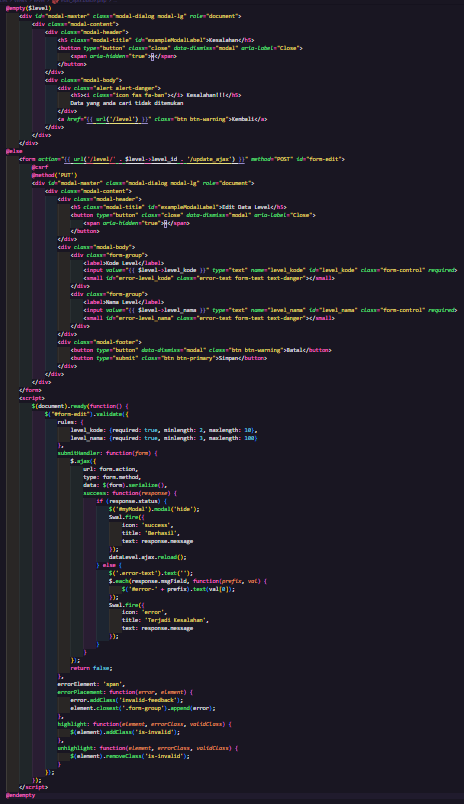 @empty($level)
<div id="modal-master" class="modal-dialog modal-lg" role="document">
<div class="modal-content">
<div class="modal-header">
<h5 class="modal-title" id="exampleModalLabel">Kesalahan</h5>
<button type="button" class="close" data-dismiss="modal" aria-label="Close">
<span aria-hidden="true">×</span>
</button>
</div>
<div class="modal-body">
<div class="alert alert-danger">
<h5><i class="icon fas fa-ban"></i> Kesalahan!!!</h5>
Data yang anda cari tidak ditemukan
</div>
<a href="{{ url('/level') }}" class="btn btn-warning">Kembali</a>
</div>
</div>
</div>
@else
<form action="{{ url('/level/' . $level->level_id . '/update_ajax') }}" method="POST" id="form-edit">
@csrf
@method('PUT')
<div id="modal-master" class="modal-dialog modal-lg" role="document">
<div class="modal-content">
<div class="modal-header">
<h5 class="modal-title" id="exampleModalLabel">Edit Data Level</h5>
<button type="button" class="close" data-dismiss="modal" aria-label="Close">
<span aria-hidden="true">×</span>
</button>
</div>
<div class="modal-body">
<div class="form-group">
<label>Kode Level</label>
<input value="{{ $level->level_kode }}" type="text" name="level_kode" id="level_kode" class="form-control" required>
<small id="error-level_kode" class="error-text form-text text-danger"></small>
</div>
<div class="form-group">
<label>Nama Level</label>
<input value="{{ $level->level_nama }}" type="text" name="level_nama" id="level_nama" class="form-control" required>
<small id="error-level_nama" class="error-text form-text text-danger"></small>
</div>
</div>
<div class="modal-footer">
<button type="button" data-dismiss="modal" class="btn btn-warning">Batal</button>
<button type="submit" class="btn btn-primary">Simpan</button>
</div>
</div>
</div>
</form>
<script>
$(document).ready(function() {
$("#form-edit").validate({
rules: {
level_kode: {required: true, minlength: 2, maxlength: 10},
level_nama: {required: true, minlength: 3, maxlength: 100}
},
submitHandler: function(form) {
$.ajax({
url: form.action,
type: form.method,
data: $(form).serialize(),
success: function(response) {
if (response.status) {
$('#myModal').modal('hide');
Swal.fire({
icon: 'success',
title: 'Berhasil',
text: response.message
});
dataLevel.ajax.reload();
} else {
$('.error-text').text('');
$.each(response.msgField, function(prefix, val) {
$('#error-' + prefix).text(val[0]);
});
Swal.fire({
icon: 'error',
title: 'Terjadi Kesalahan',
text: response.message
});
}
}
});
return false;
},
errorElement: 'span',
errorPlacement: function(error, element) {
error.addClass('invalid-feedback');
element.closest('.form-group').append(error);
},
highlight: function(element, errorClass, validClass) {
$(element).addClass('is-invalid');
},
unhighlight: function(element, errorClass, validClass) {
$(element).removeClass('is-invalid');
}
});
});
</script>
@endempty